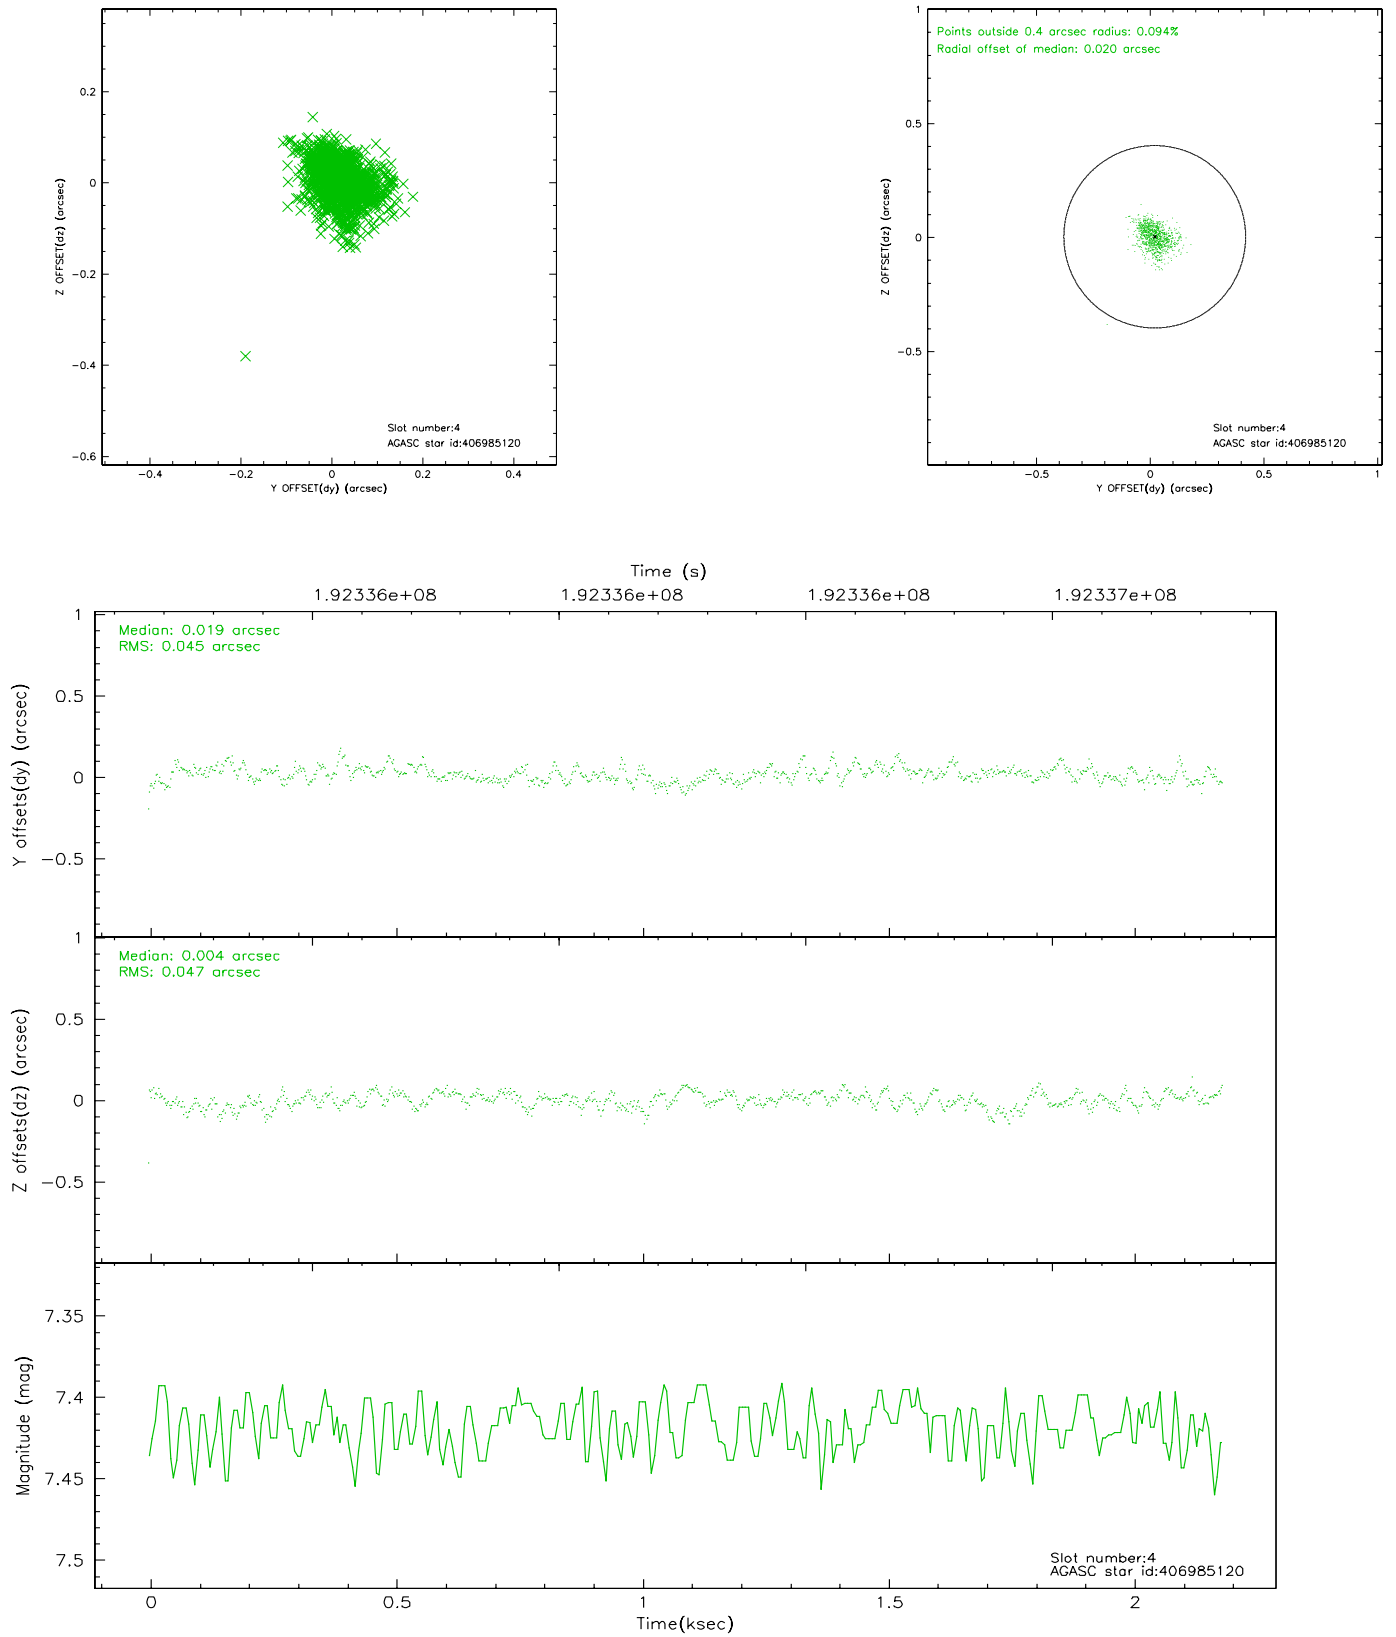 0.2
0
−0.2
−0.4
−0.6
Z OFFSET(dz) (arcsec)
Slot number:4
AGASC star id:406985120
−0.4
−0.2
0
0.2
0.4
Y OFFSET(dy) (arcsec)
1
0.5
0
−0.5
Z OFFSET(dz) (arcsec)
Points outside 0.4 arcsec radius: 0.094%
Radial offset of median: 0.020 arcsec
Slot number:4
AGASC star id:406985120
−0.5
0
0.5
1
Y OFFSET(dy) (arcsec)
Time (s)
1.92336e+08
1.92336e+08
1.92336e+08
1.92337e+08
1
0.5
0
−0.5
Y offsets(dy) (arcsec)
Median: 0.019 arcsec
RMS: 0.045 arcsec
1
0.5
0
−0.5
Z offsets(dz) (arcsec)
Median: 0.004 arcsec
RMS: 0.047 arcsec
7.35
7.4
7.45
7.5
Magnitude (mag)
Slot number:4
AGASC star id:406985120
0
0.5
1
1.5
2
Time(ksec)